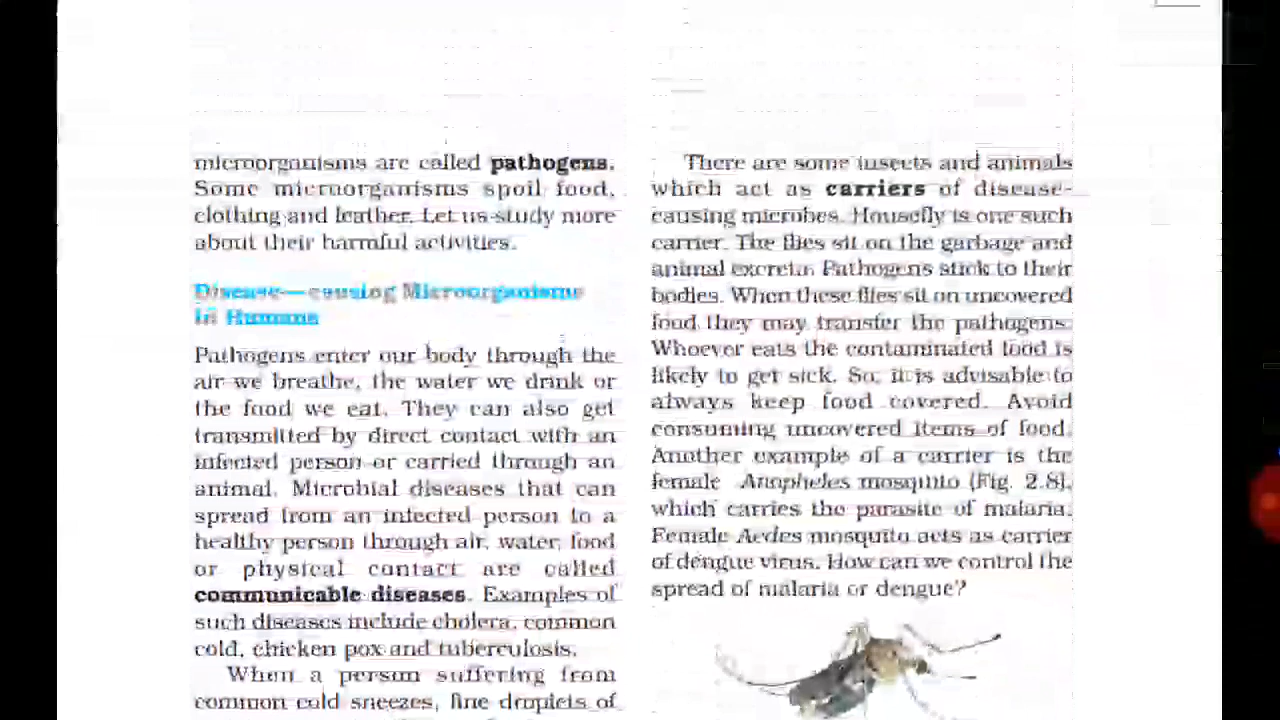 microorganisms are called pathogens.
Some microorganisms spoil food,
clothing and leather. Let us study more
about their harmful activities.
Disease—causing Microorganisms
in Humans
Pathogens enter our body through the
air we breathe, the water we drink or
the food we eat. They can also get
transmitted by direct contact with an
infected person or carried through an
animal. Microbial diseases that can
spread from an infected person to a
healthy person through air, water, food
or physical contact are called
communicable diseases. Examples of
such diseases include cholera, common
cold, chicken pox and tuberculosis.
When a person suffering from
common cold sneezes, fine droplets of
There are some insects and animals
which act as carriers of disease-
causing microbes. Housefly is one such
carrier. The flies sit on the garbage and
animal excreta. Pathogens stick to their
bodies. When these flies sit on uncovered
food they may transfer the pathogens.
Whoever eats the contaminated food is
likely to get sick. So, it is advisable to
always keep food covered. Avoid
consuming uncovered items of food.
Another example of a carrier is the
female Anopheles mosquito (Fig. 2.8),
which carries the parasite of malaria.
Female Aedes mosquito acts as carrier
of dengue virus. How can we control the
spread of malaria or dengue?